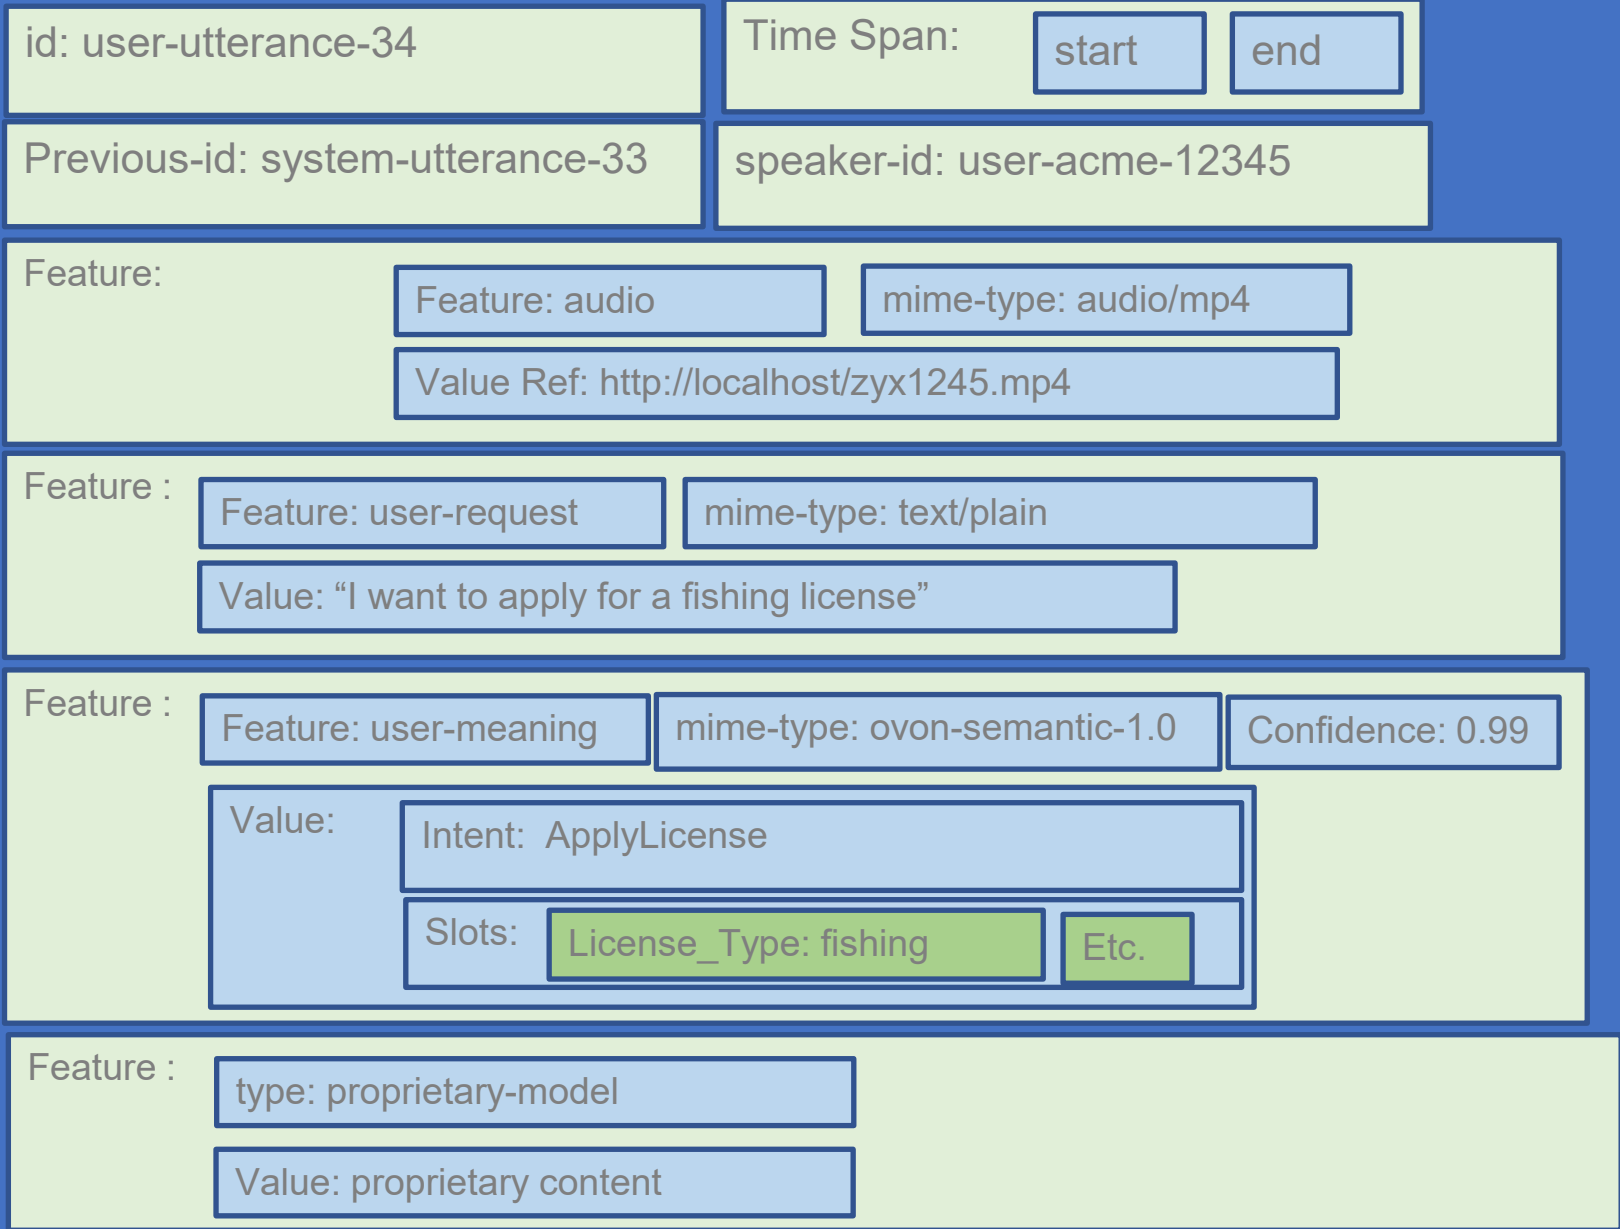 id: user-utterance-34
Time Span:
start
end
Previous-id: system-utterance-33
speaker-id: user-acme-12345
Feature:
Feature: audio
mime-type: audio/mp4
Value Ref: http://localhost/zyx1245.mp4
Feature :
Feature: user-request
mime-type: text/plain
Value: “I want to apply for a fishing license”
Feature :
Feature: user-meaning
mime-type: ovon-semantic-1.0
Confidence: 0.99
Value:
Intent:  ApplyLicense
Slots:
License_Type: fishing
Etc.
Feature :
type: proprietary-model
Value: proprietary content